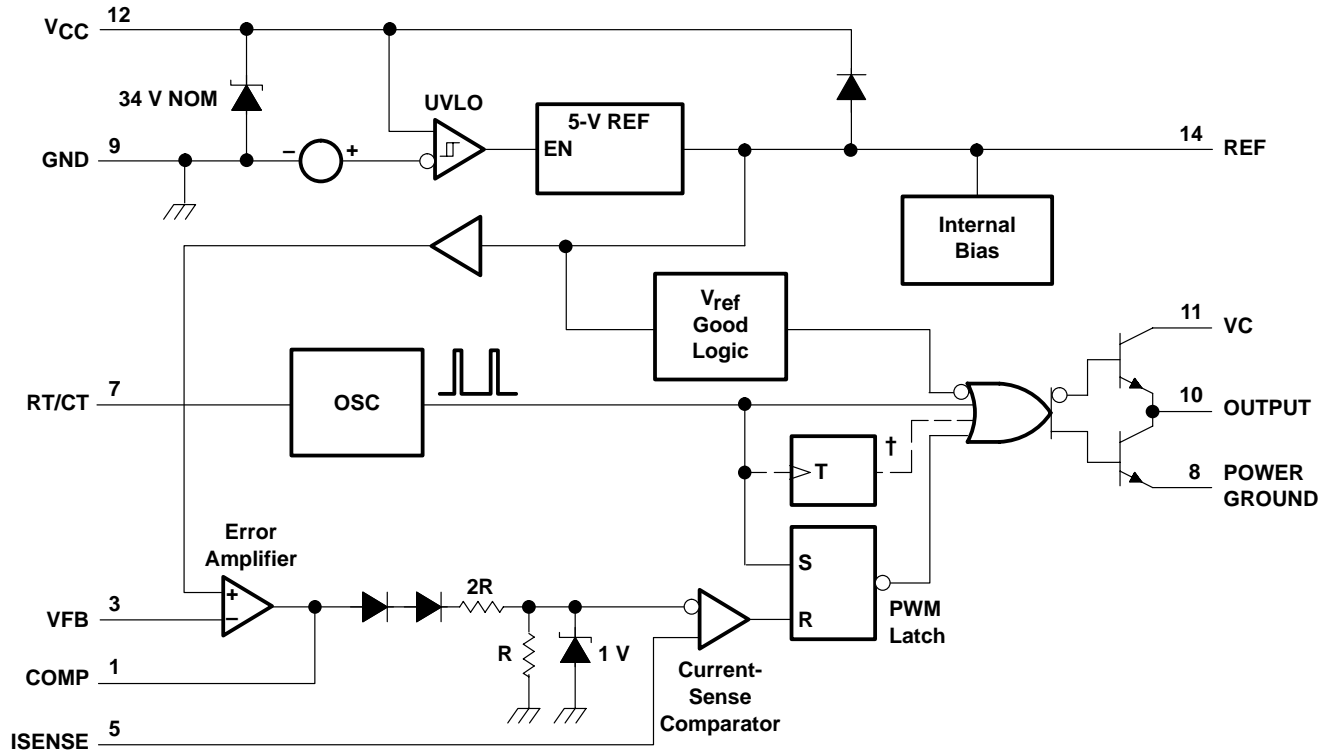 VCC 12
34 V NOM
UVLO
5-V REF
EN
14 REF
GND 9
− +
Internal
Bias
Vref
Good
Logic
11 VC
RT/CT 7
OSC
10 OUTPUT
†
T
8 POWER
GROUND
Error
Amplifier
+
−
2R
S
R
PWM
Latch
VFB 3
R
1 V
COMP 1
Current-
Sense
Comparator
ISENSE 5